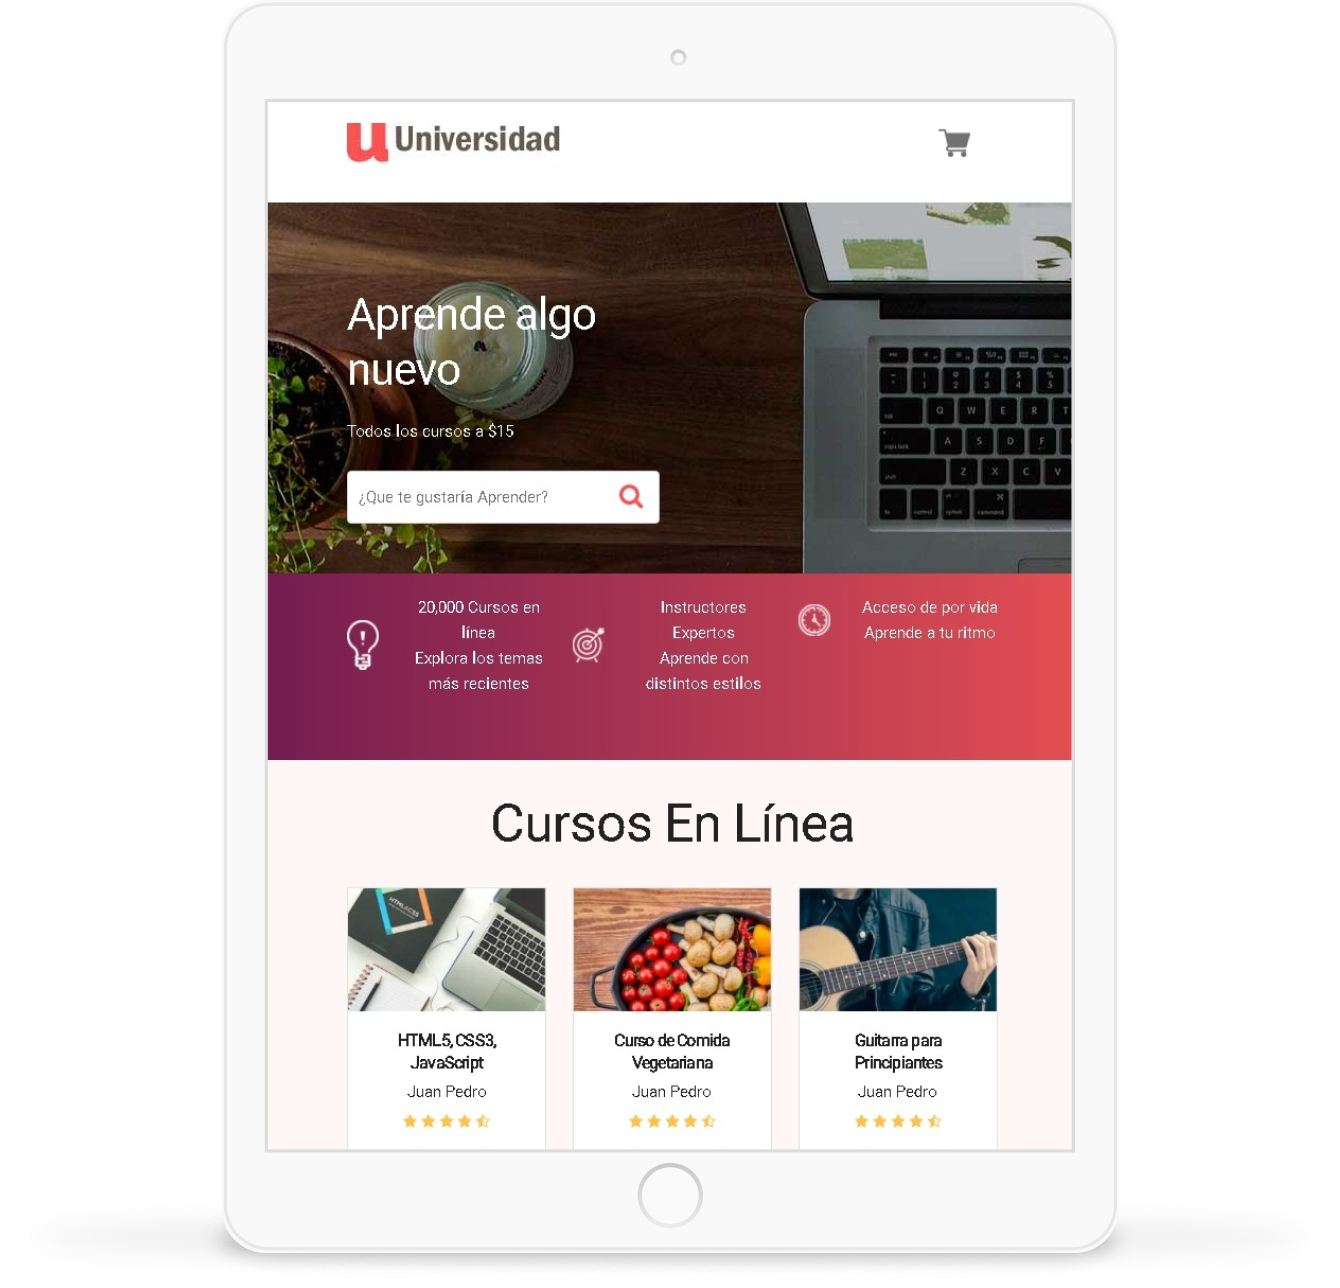 u Universidad
Aprende algo
nuevo
Todos los cursos a $15
¿Que te gustaría Aprender?
20,000 Cursos en
línea
Explora los temas
más recientes
Instructores
Expertos
Aprende con
distintos estilos
Acceso de por vida
Aprende a tu ritmo
Cursos En Línea
HTML&CSS
HTML5, CSS3,
JavaScript
Juan Pedro
Curso de Comida
Vegetariana
Juan Pedro
Guitarra para
Principiantes
Juan Pedro